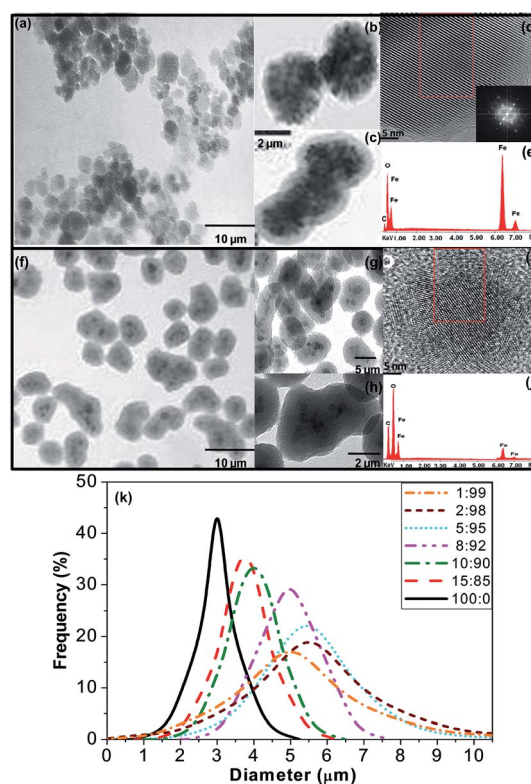 (a)
10 µm
(b)
2 µm
(c)
(d
5 nm
(e
O
Fe
Fe
C
Fe
Fe
KeV 1.00 2.00 3.00 4.00 5.00 6.00 7.00
(f)
10 µm
(g)
5 µm
(h)
2 µm
(i
5 nm
(j
O
C
Fe
Fe
Fe
Fe
KeV 1.00 2.00 3.00 4.00 5.00 6.00 7.00
(k)
Frequency (%)
50
40
30
20
10
0
1:99
2:98
5:95
8:92
10:90
15:85
100:0
0 1 2 3 4 5 6 7 8 9 10
Diameter (µm)